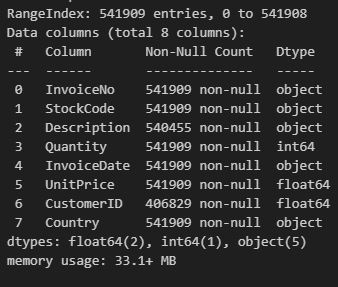 RangeIndex: 541909 entries, 0 to 541908
Data columns (total 8 columns):
 #   Column       Non-Null Count   Dtype
---  ------       --------------   -----
 0   InvoiceNo    541909 non-null  object
 1   StockCode    541909 non-null  object
 2   Description  540455 non-null  object
 3   Quantity     541909 non-null  int64
 4   InvoiceDate  541909 non-null  object
 5   UnitPrice    541909 non-null  float64
 6   CustomerID   406829 non-null  float64
 7   Country      541909 non-null  object
dtypes: float64(2), int64(1), object(5)
memory usage: 33.1+ MB